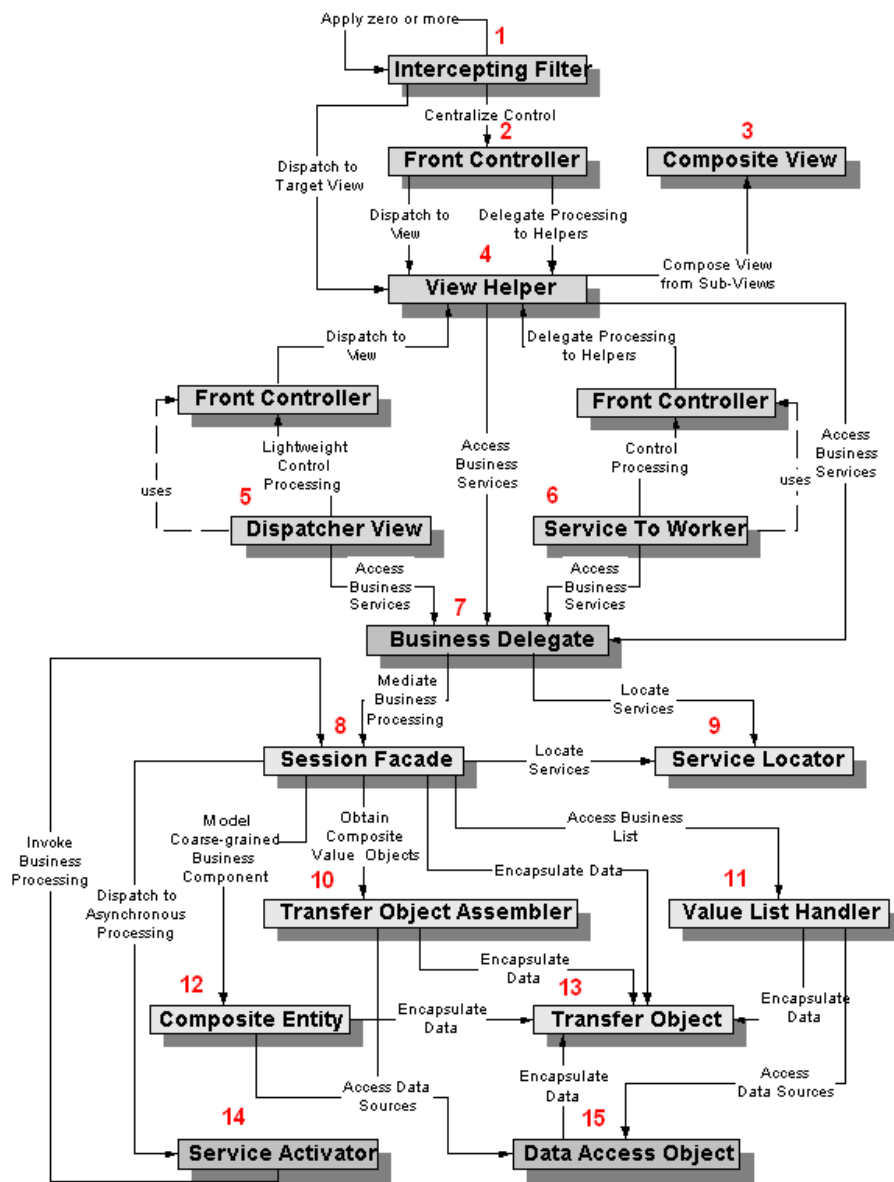 Apply zero or more
1
Intercepting Filter
Centralize Control
2
3
Front Controller
Composite View
Dispatch to
Target View
Dispatch to
View
Delegate Processing
to Helpers
4
Compose View
from Sub-Views
View Helper
Dispatch to
View
Delegate Processing
to Helpers
Front Controller
Front Controller
Lightweight
Control
Processing
Access
Business
Services
Control
Processing
Access
Business
Services
uses
uses
5
6
Dispatcher View
Service To Worker
Access
Business
Services
Access
Business
Services
7
Business Delegate
Mediate
Business
Processing
Locate
Services
8
9
Session Facade
Locate
Services
Service Locator
Invoke
Business
Processing
Model
Coarse-grained
Business
Component
Obtain
Composite
Value Objects
Access Business
List
Encapsulate Data
Dispatch to
Asynchronous
Processing
10
11
Transfer Object Assembler
Value List Handler
Encapsulate
Data
12
13
Encapsulate
Data
Composite Entity
Encapsulate
Data
Transfer Object
Access Data
Sources
Encapsulate
Data
Access
Data Sources
14
15
Service Activator
Data Access Object